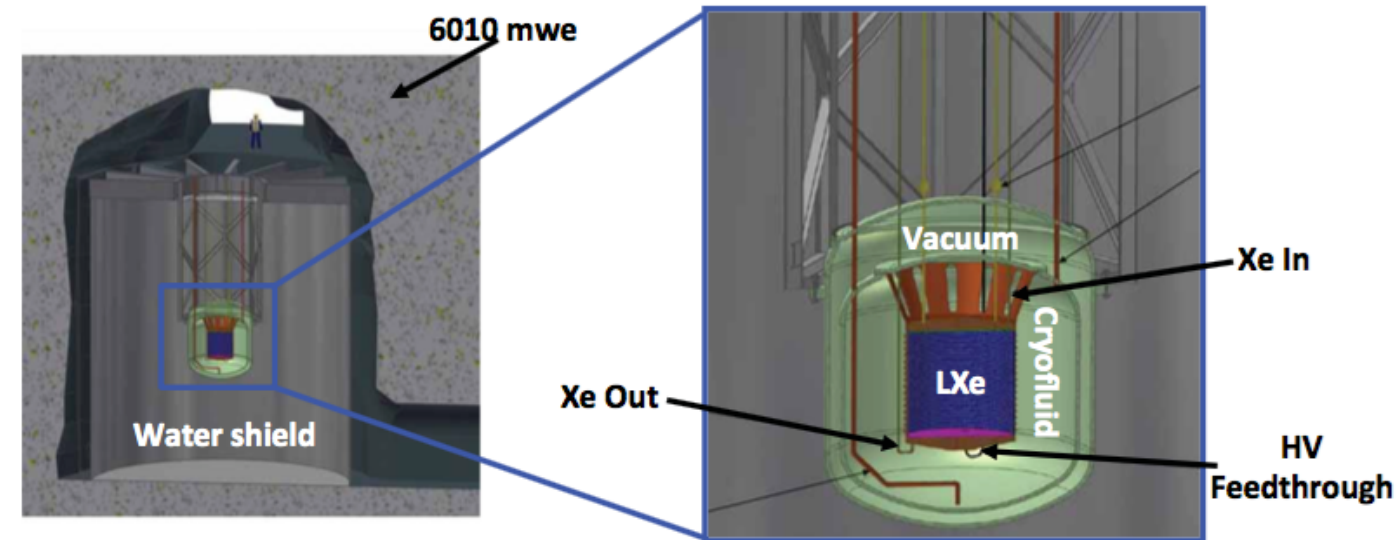 6010 mwe
Water shield
Vacuum
Xe In
Cryofluid
LXe
Xe Out
HV
Feedthrough